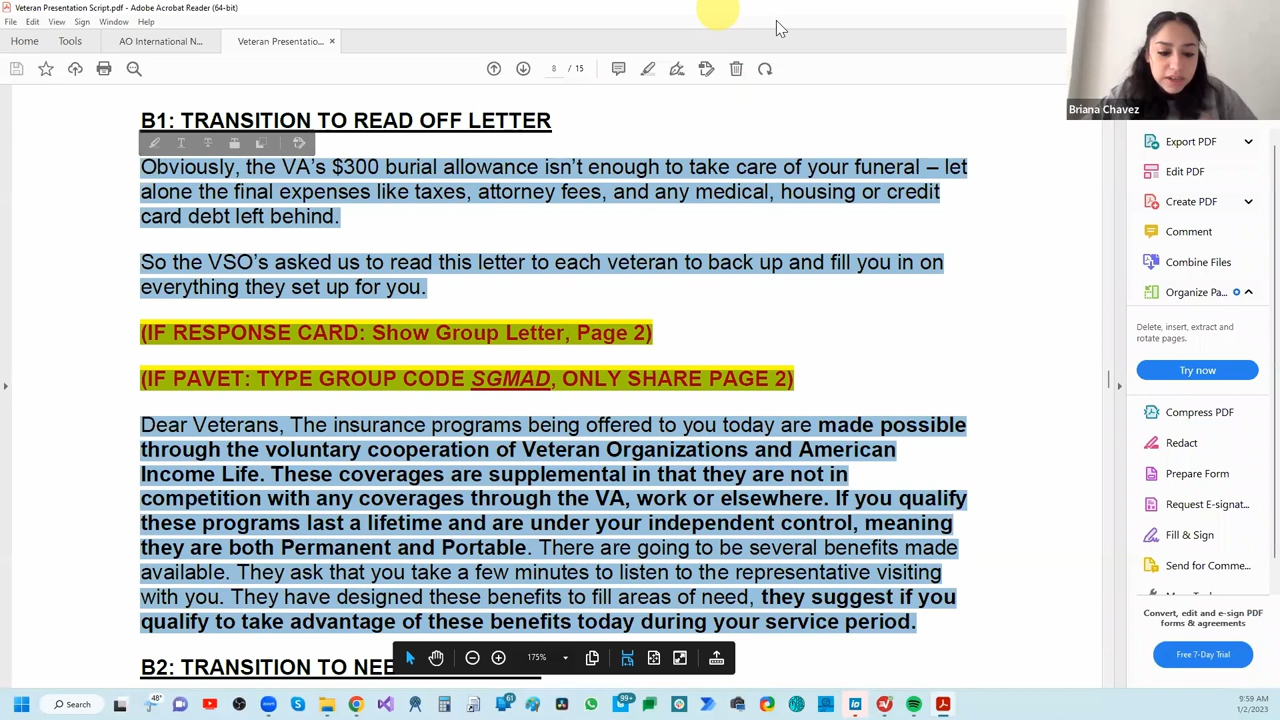 Veteran Presentation Script.pdf - Adobe Acrobat Reader (64-bit)
File Edit View Sign Window Help
Home Tools AO International N... Veteran Presentatio... ×
8 / 15
Briana Chavez
B1: TRANSITION TO READ OFF LETTER
Obviously, the VA's $300 burial allowance isn't enough to take care of your funeral – let
alone the final expenses like taxes, attorney fees, and any medical, housing or credit
card debt left behind.
So the VSO's asked us to read this letter to each veteran to back up and fill you in on
everything they set up for you.
(IF RESPONSE CARD: Show Group Letter, Page 2)
(IF PAVET: TYPE GROUP CODE SGMAD, ONLY SHARE PAGE 2)
Dear Veterans, The insurance programs being offered to you today are made possible
through the voluntary cooperation of Veteran Organizations and American
Income Life. These coverages are supplemental in that they are not in
competition with any coverages through the VA, work or elsewhere. If you qualify
these programs last a lifetime and are under your independent control, meaning
they are both Permanent and Portable. There are going to be several benefits made
available. They ask that you take a few minutes to listen to the representative visiting
with you. They have designed these benefits to fill areas of need, they suggest if you
qualify to take advantage of these benefits today during your service period.
B2: TRANSITION TO NEE
175%
Export PDF
Edit PDF
Create PDF
Comment
Combine Files
Organize Pa...
Delete, insert, extract and
rotate pages.
Try now
Compress PDF
Redact
Prepare Form
Request E-signat...
Fill & Sign
Send for Comme...
Convert, edit and e-sign PDF
forms & agreements
Free 7-Day Trial
Search
48°
61
99+
9:59 AM
1/2/2023